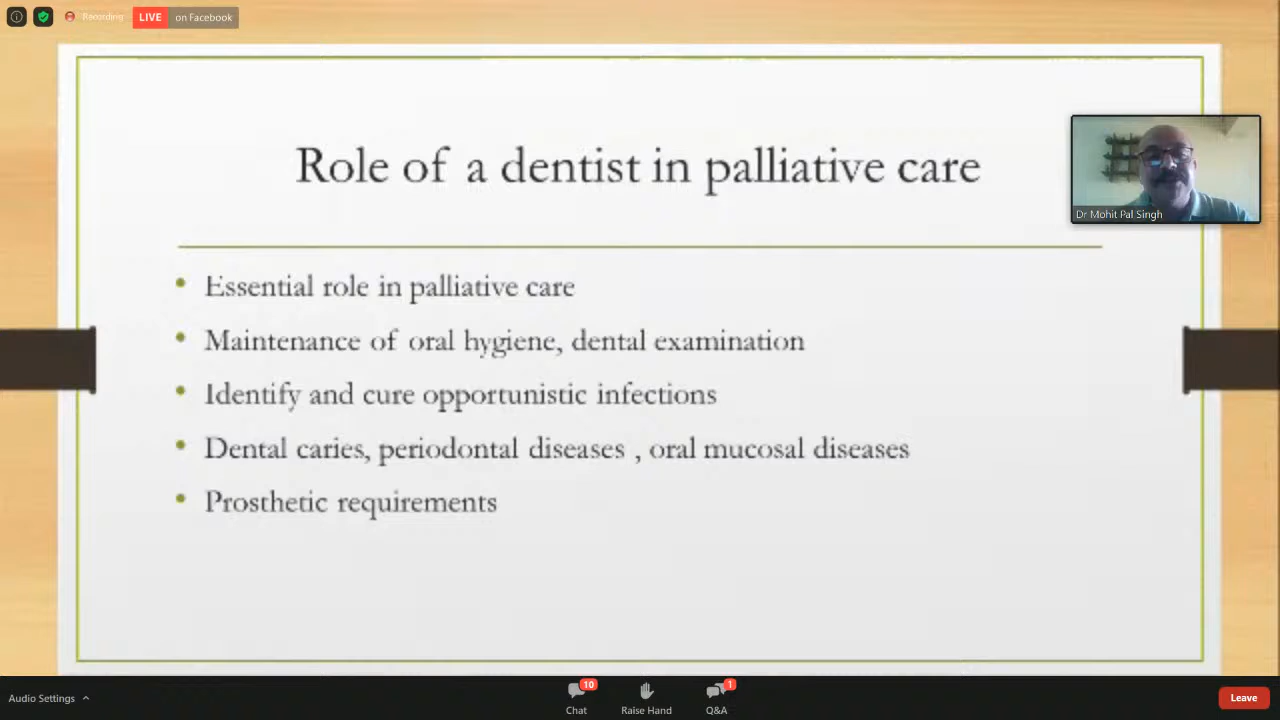 Recording
LIVE on Facebook
Role of a dentist in palliative care
Dr Mohit Pal Singh
• Essential role in palliative care
• Maintenance of oral hygiene, dental examination
• Identify and cure opportunistic infections
• Dental caries, periodontal diseases , oral mucosal diseases
• Prosthetic requirements
Audio Settings
10
Chat
Raise Hand
1
Q&A
Leave